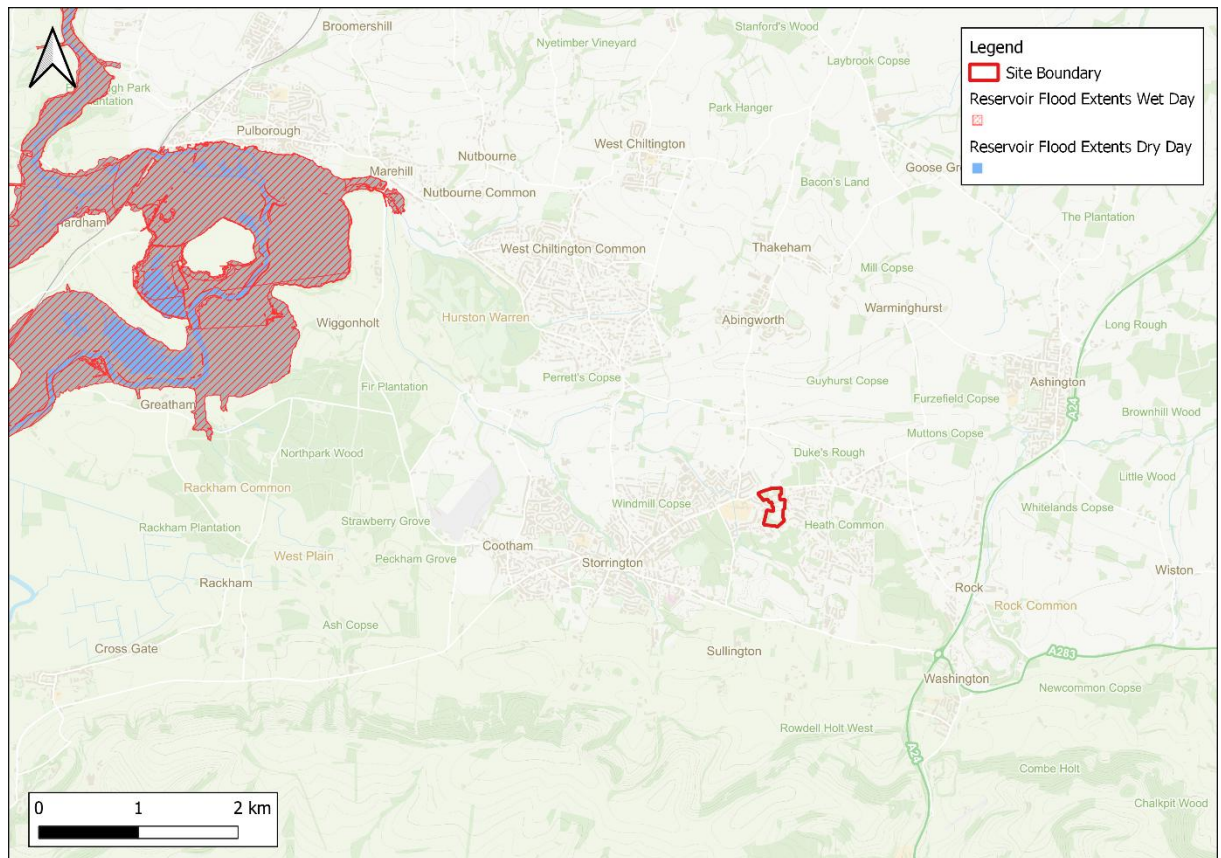 Broomershill
Stanford's Wood
Nyetimber Vineyard
Laybrook Copse
Legend
Site Boundary
Reservoir Flood Extents Wet Day
Reservoir Flood Extents Dry Day
Park
Plantation
Park Hanger
Pulborough
West Chiltington
Nutbourne
Marehill
Nutbourne Common
Bacon's Land
The Plantation
West Chiltington Common
Thakeham
Mill Copse
Wiggonholt
Hurston Warren
Abingworth
Warminghurst
Long Rough
Perrett's Copse
Fir Plantation
Guyhurst Copse
Furzefield Copse
Ashington
A24
Brownhill Wood
Greatham
Muttons Copse
Northpark Wood
Duke's Rough
Little Wood
Rackham Common
Windmill Copse
Whitelands Copse
Strawberry Grove
Heath Common
Rackham Plantation
West Plain
Peckham Grove
Cootham
Storrington
Wiston
Rackham
Rock
Rock Common
Ash Copse
Cross Gate
Sullington
A283
Washington
Newcommon Copse
Rowdell Holt West
A24
Combe Holt
Chalkpit Wood
0 1 2 km